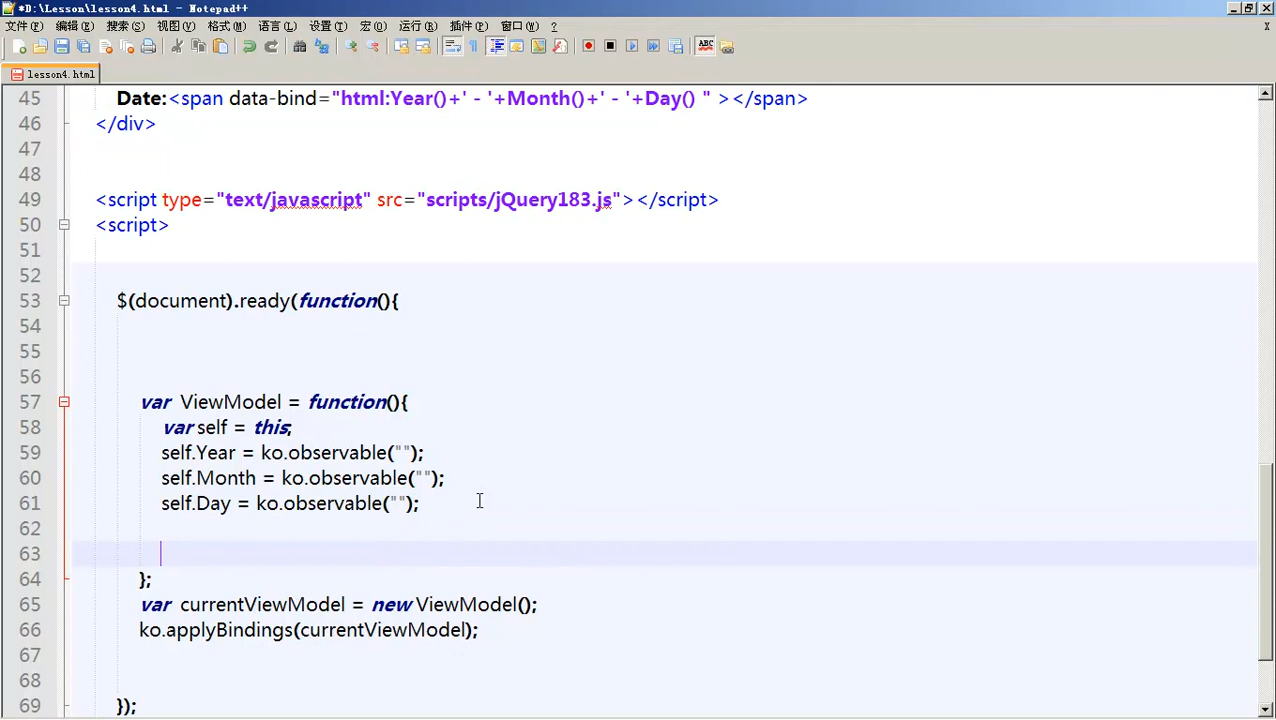 *D:\Lesson\lesson4.html - Notepad++
文件(F) 编辑(E) 搜索(S) 视图(V) 格式(M) 语言(L) 设置(T) 宏(O) 运行(R) 插件(P) 窗口(W) ? X
ABC
lesson4.html
45 Date:<span data-bind="html:Year()+' - '+Month()+' - '+Day() " ></span>
46 </div>
47
48
49 <script type="text/javascript" src="scripts/jQuery183.js"></script>
50 <script>
51
52
53 $(document).ready(function(){
54
55
56
57 var ViewModel = function(){
58 var self = this;
59 self.Year = ko.observable("");
60 self.Month = ko.observable("");
61 self.Day = ko.observable("");
62
63
64 };
65 var currentViewModel = new ViewModel();
66 ko.applyBindings(currentViewModel);
67
68
69 });